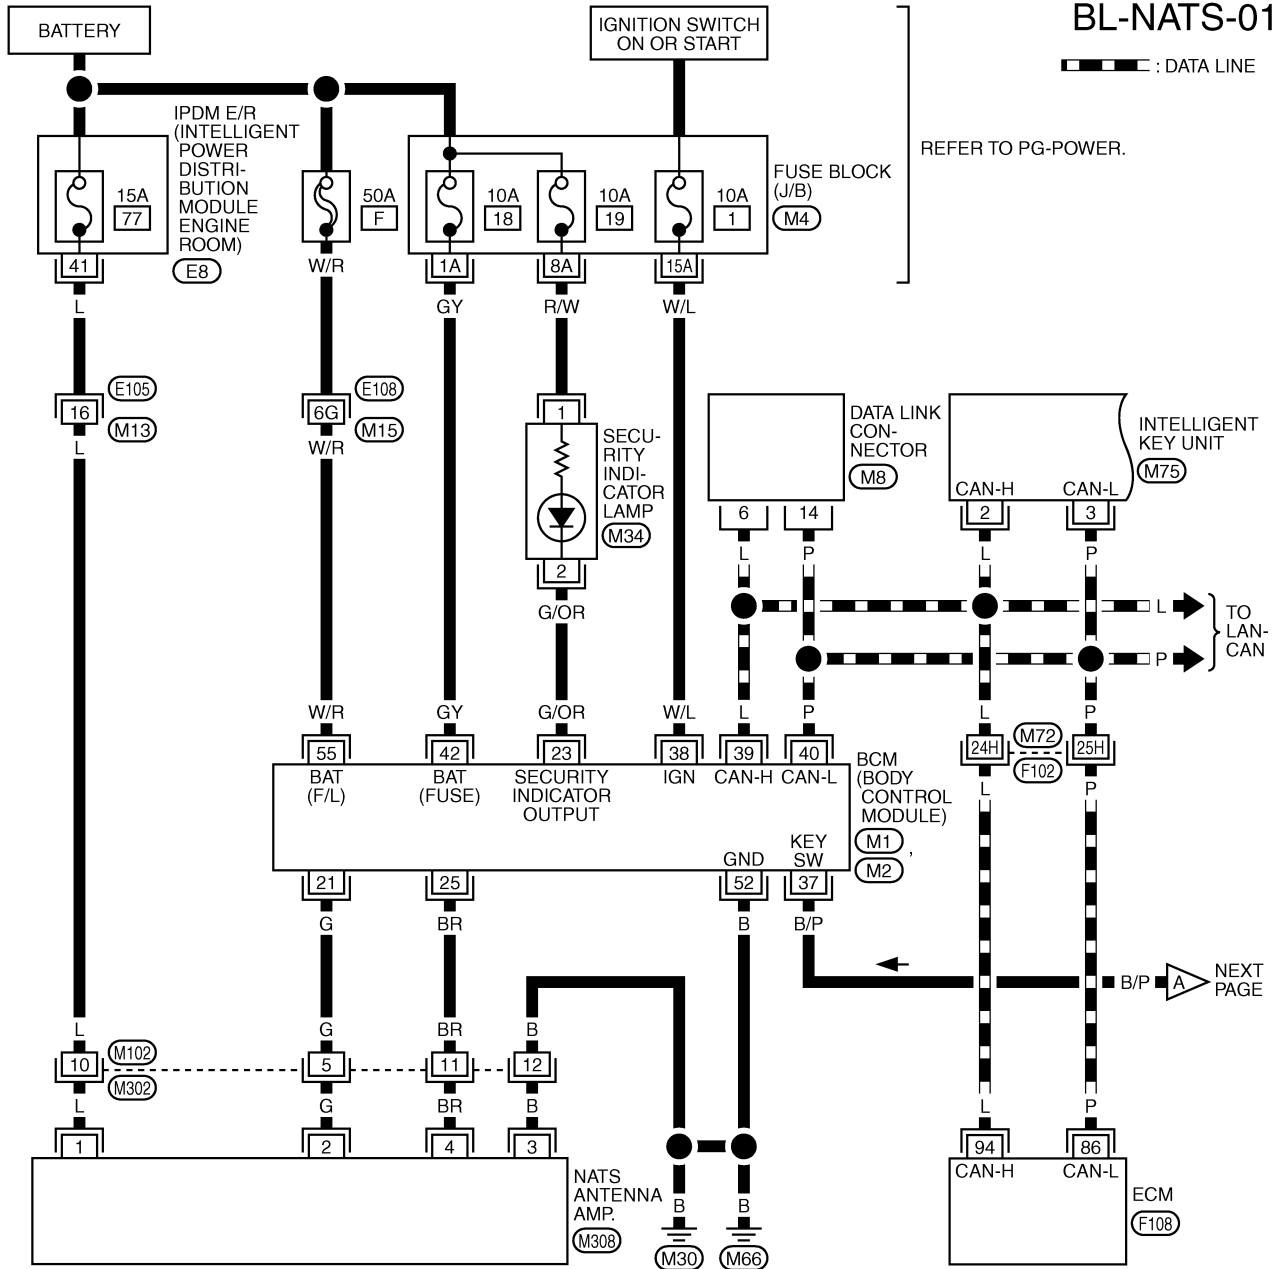 BL-NATS-01
BATTERY
IGNITION SWITCH
ON OR START
: DATA LINE
IPDM E/R
(INTELLIGENT
POWER
DISTRI-
BUTION
MODULE
ENGINE
ROOM)
E8
REFER TO PG-POWER.
FUSE BLOCK
(J/B)
M4
15A
77
50A
F
10A
18
10A
19
10A
1
41
W/R
1A
8A
15A
L
GY
R/W
W/L
E105
16
M13
L
E108
6G
M15
W/R
1
SECU-
RITY
INDI-
CATOR
LAMP
M34
2
G/OR
DATA LINK
CON-
NECTOR
M8
6
14
L
P
INTELLIGENT
KEY UNIT
M75
CAN-H
CAN-L
2
3
L
P
L
P
TO
LAN-
CAN
W/R
GY
G/OR
W/L
L
P
L
P
55
42
23
38
39
40
24H
M72
F102
25H
L
P
BAT
(F/L)
BAT
(FUSE)
SECURITY
INDICATOR
OUTPUT
IGN
CAN-H
CAN-L
BCM
(BODY
CONTROL
MODULE)
M1
,
M2
GND
KEY
SW
21
25
52
37
G
BR
B
B/P
B/P
A
NEXT
PAGE
L
G
BR
B
10
M102
M302
5
11
12
L
G
BR
B
L
P
1
2
4
3
94
86
CAN-H
CAN-L
NATS
ANTENNA
AMP.
M308
B
B
M30
M66
ECM
F108